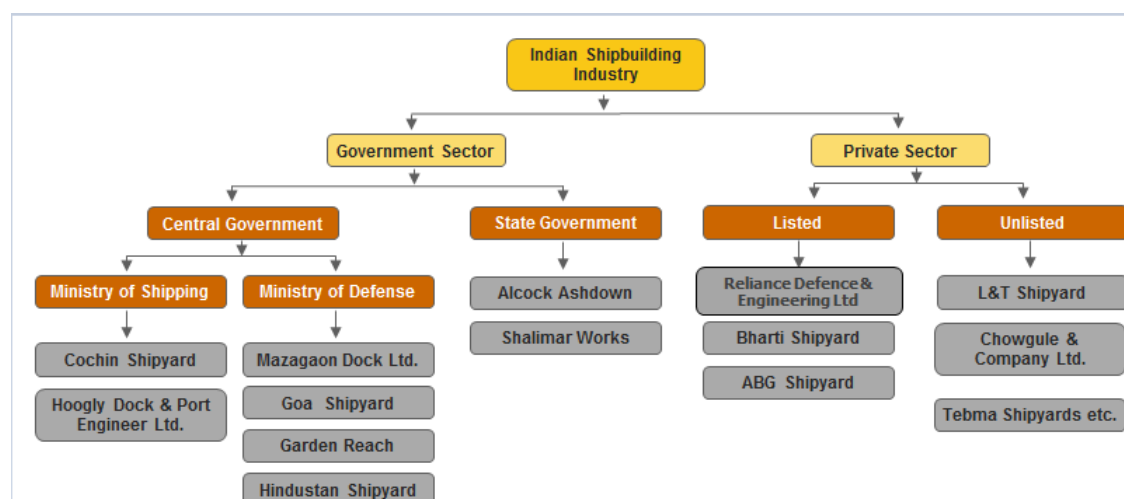 Indian Shipbuilding
Industry
Government Sector
Private Sector
Central Government
State Government
Listed
Unlisted
Ministry of Shipping
Ministry of Defense
Alcock Ashdown
Reliance Defence &
Engineering Ltd
L&T Shipyard
Shalimar Works
Bharti Shipyard
Chowgule &
Company Ltd.
Cochin Shipyard
Mazagaon Dock Ltd.
ABG Shipyard
Hoogly Dock & Port
Engineer Ltd.
Goa Shipyard
Tebma Shipyards etc.
Garden Reach
Hindustan Shipyard